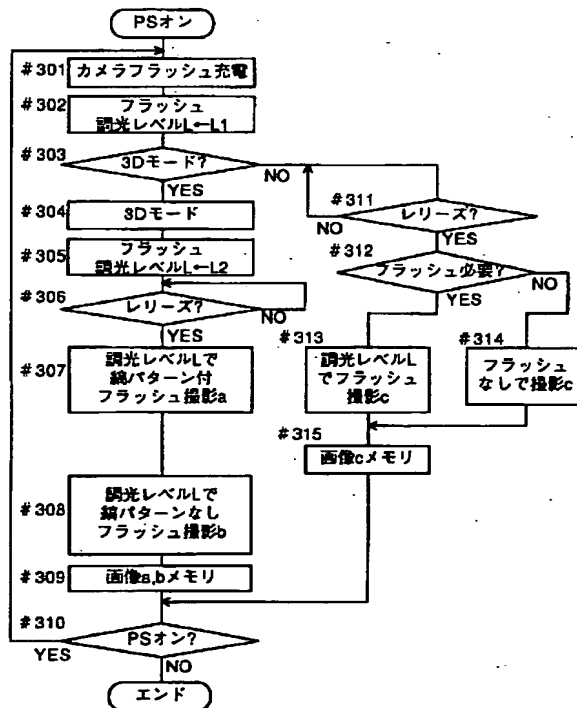 PSオン
#301
カメラフラッシュ充電
#302
フラッシュ
調光レベルL←L1
#303
3Dモード?
NO
YES
#304
3Dモード
#305
フラッシュ
調光レベルL←L2
#306
レリーズ?
NO
YES
#307
調光レベルLで
縞パターン付
フラッシュ撮影a
#308
調光レベルLで
縞パターンなし
フラッシュ撮影b
#309
画像a,bメモリ
#310
PSオン?
YES
NO
エンド
#311
レリーズ?
NO
YES
#312
フラッシュ必要?
NO
YES
#313
調光レベルL
でフラッシュ
撮影c
#314
フラッシュ
なしで撮影c
#315
画像cメモリ